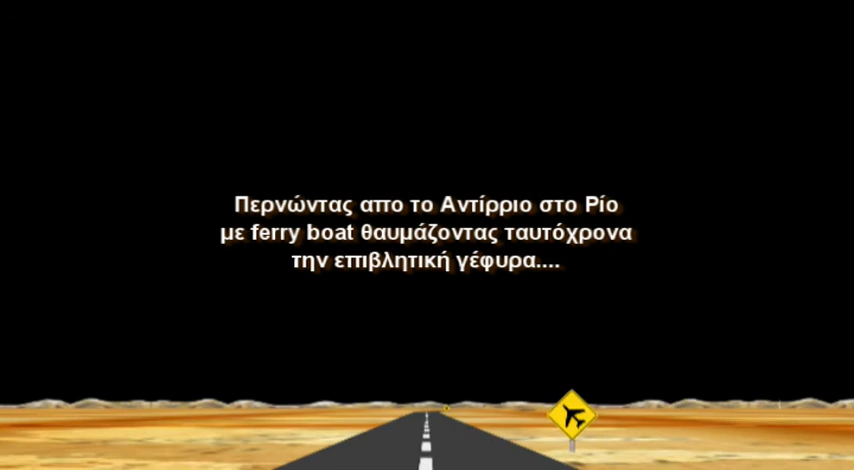 Περνώντας απο το Αντίρριο στο Ρίο
με ferry boat θαυμάζοντας ταυτόχρονα
την επιβλητική γέφυρα....